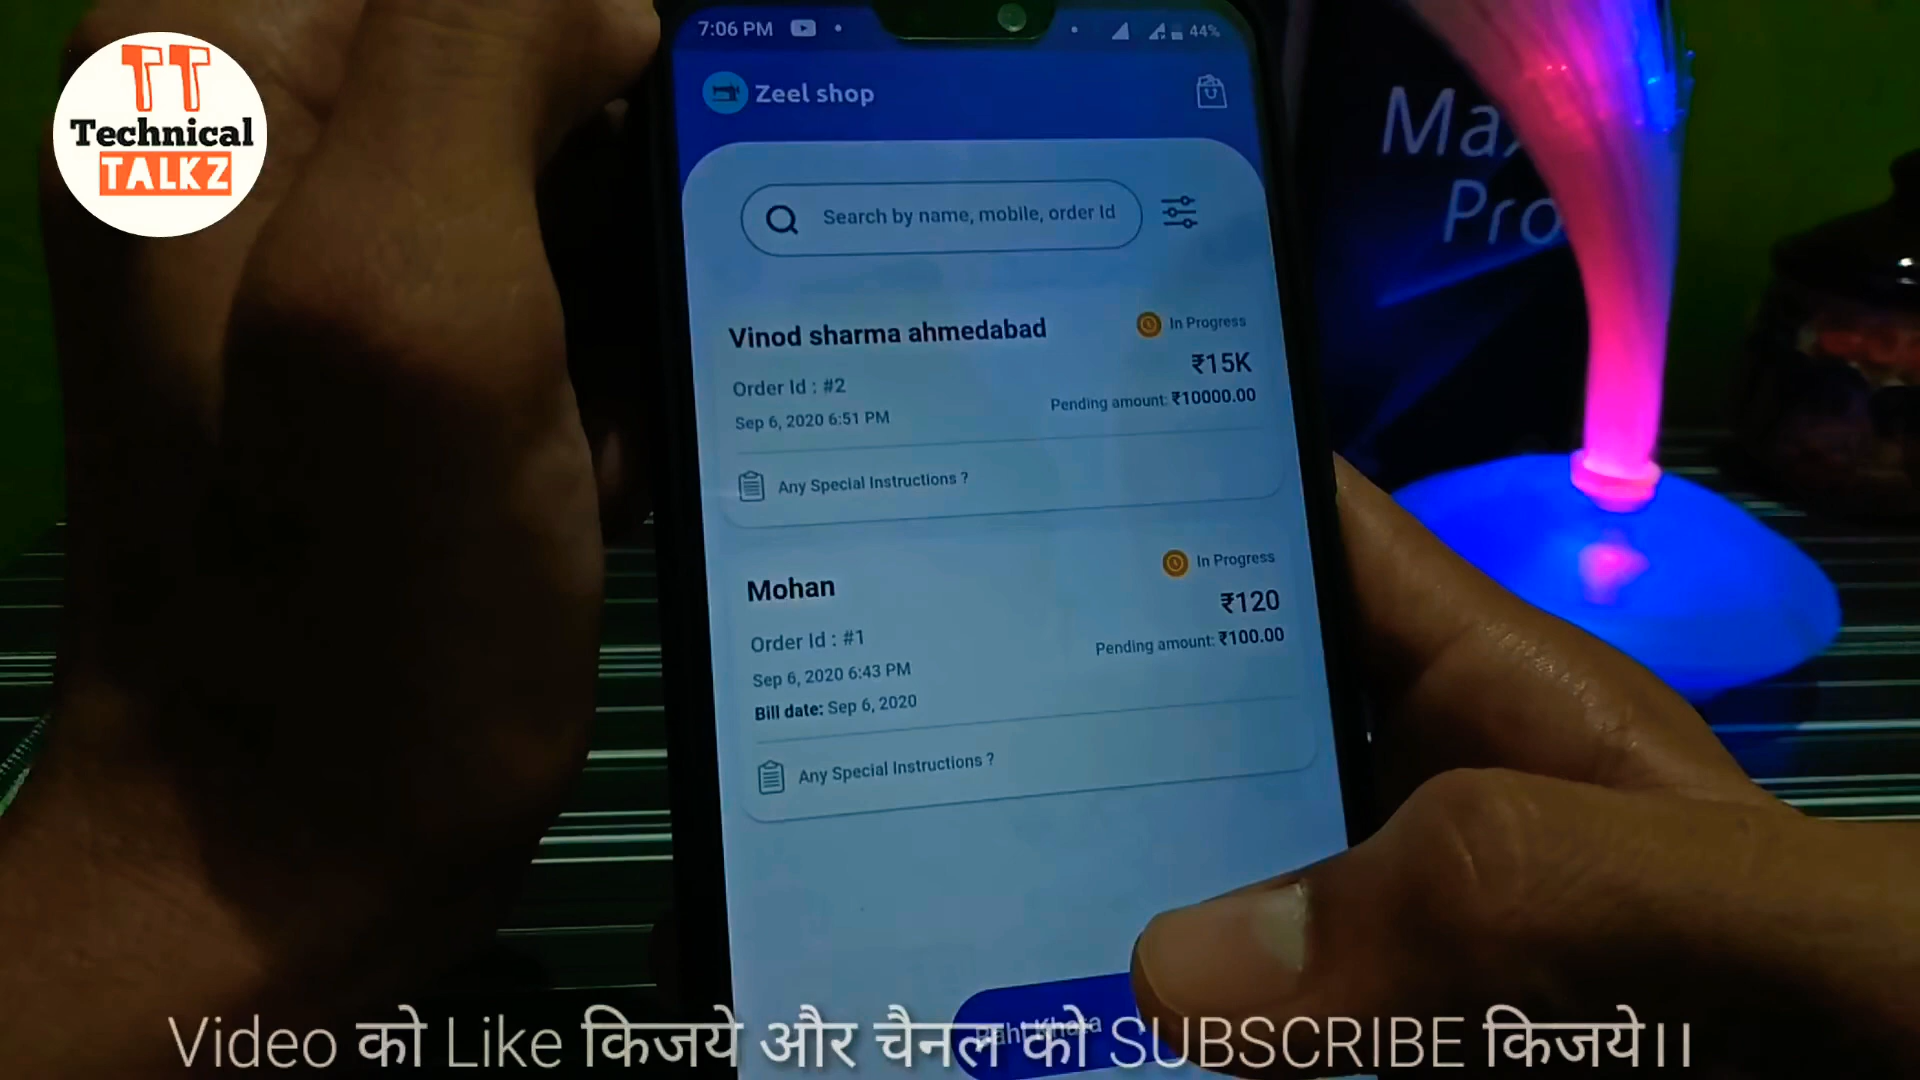 7:06 PM
44%
TT
Technical
TALKZ
Zeel shop
Search by name, mobile, order Id
Vinod sharma ahmedabad
In Progress
₹15K
Order Id : #2
Pending amount: ₹10000.00
Sep 6, 2020 6:51 PM
Any Special Instructions ?
Mohan
In Progress
₹120
Order Id : #1
Pending amount: ₹100.00
Sep 6, 2020 6:43 PM
Bill date: Sep 6, 2020
Any Special Instructions ?
Max
Pro
Video को Like किजये और चैनल को SUBSCRIBE किजये।।